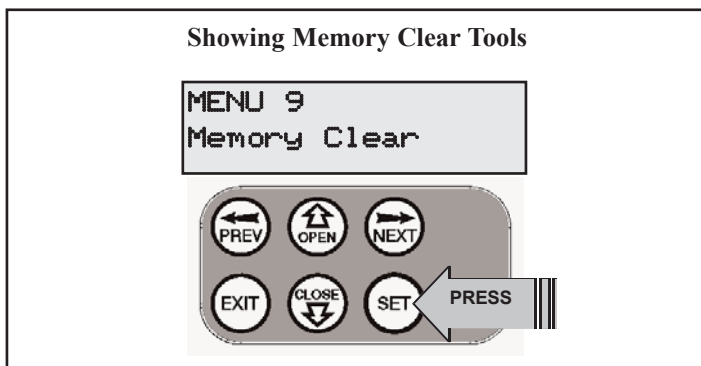 Showing Memory Clear Tools
MENU 9
Memory Clear
PREV
OPEN
NEXT
EXIT
CLOSE
SET
PRESS